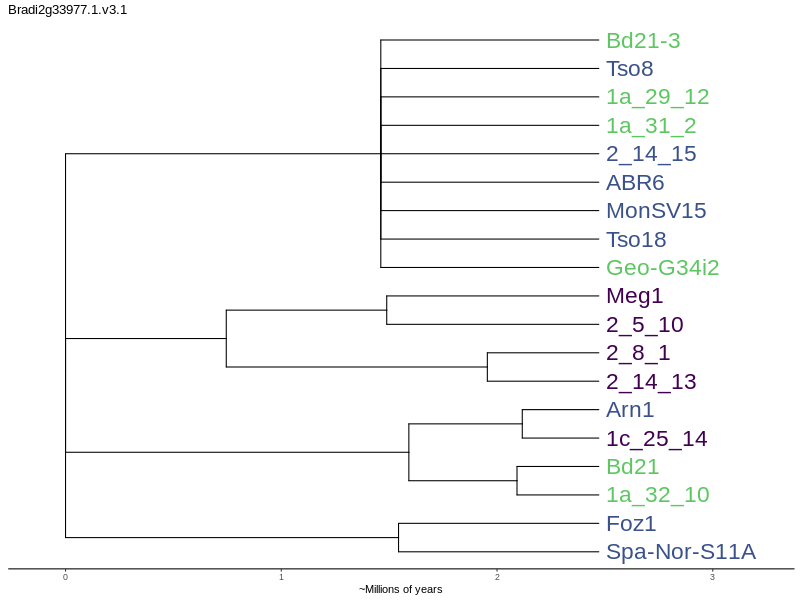 Bradi2g33977.1.v3.1
Bd21-3
Tso8
1a_29_12
1a_31_2
2_14_15
ABR6
MonSV15
Tso18
Geo-G34i2
Meg1
2_5_10
2_8_1
2_14_13
Arn1
1c_25_14
Bd21
1a_32_10
Foz1
Spa-Nor-S11A
0 1 2 3
~Millions of years